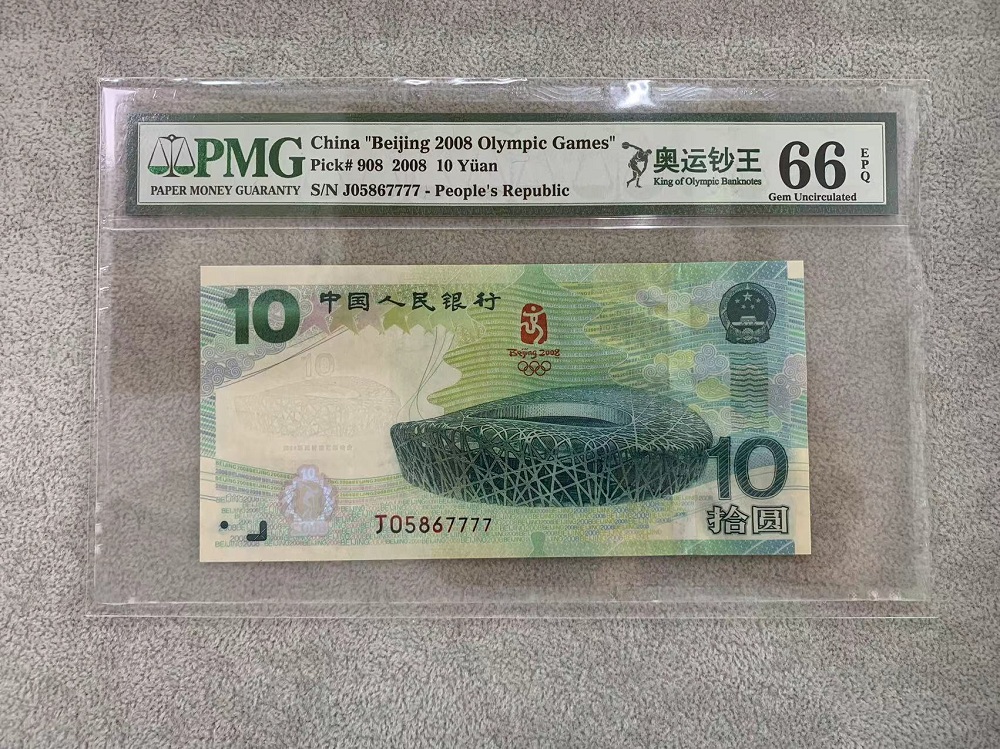 PMG
PAPER MONEY GUARANTY
China "Beijing 2008 Olympic Games"
Pick# 908 2008 10 Yüan
S/N J05867777 - People's Republic
奥运钞王
King of Olympic Banknotes
66
EPQ
Gem Uncirculated
10
中国人民银行
Beijing 2008
10
10
10
拾圆
J05867777